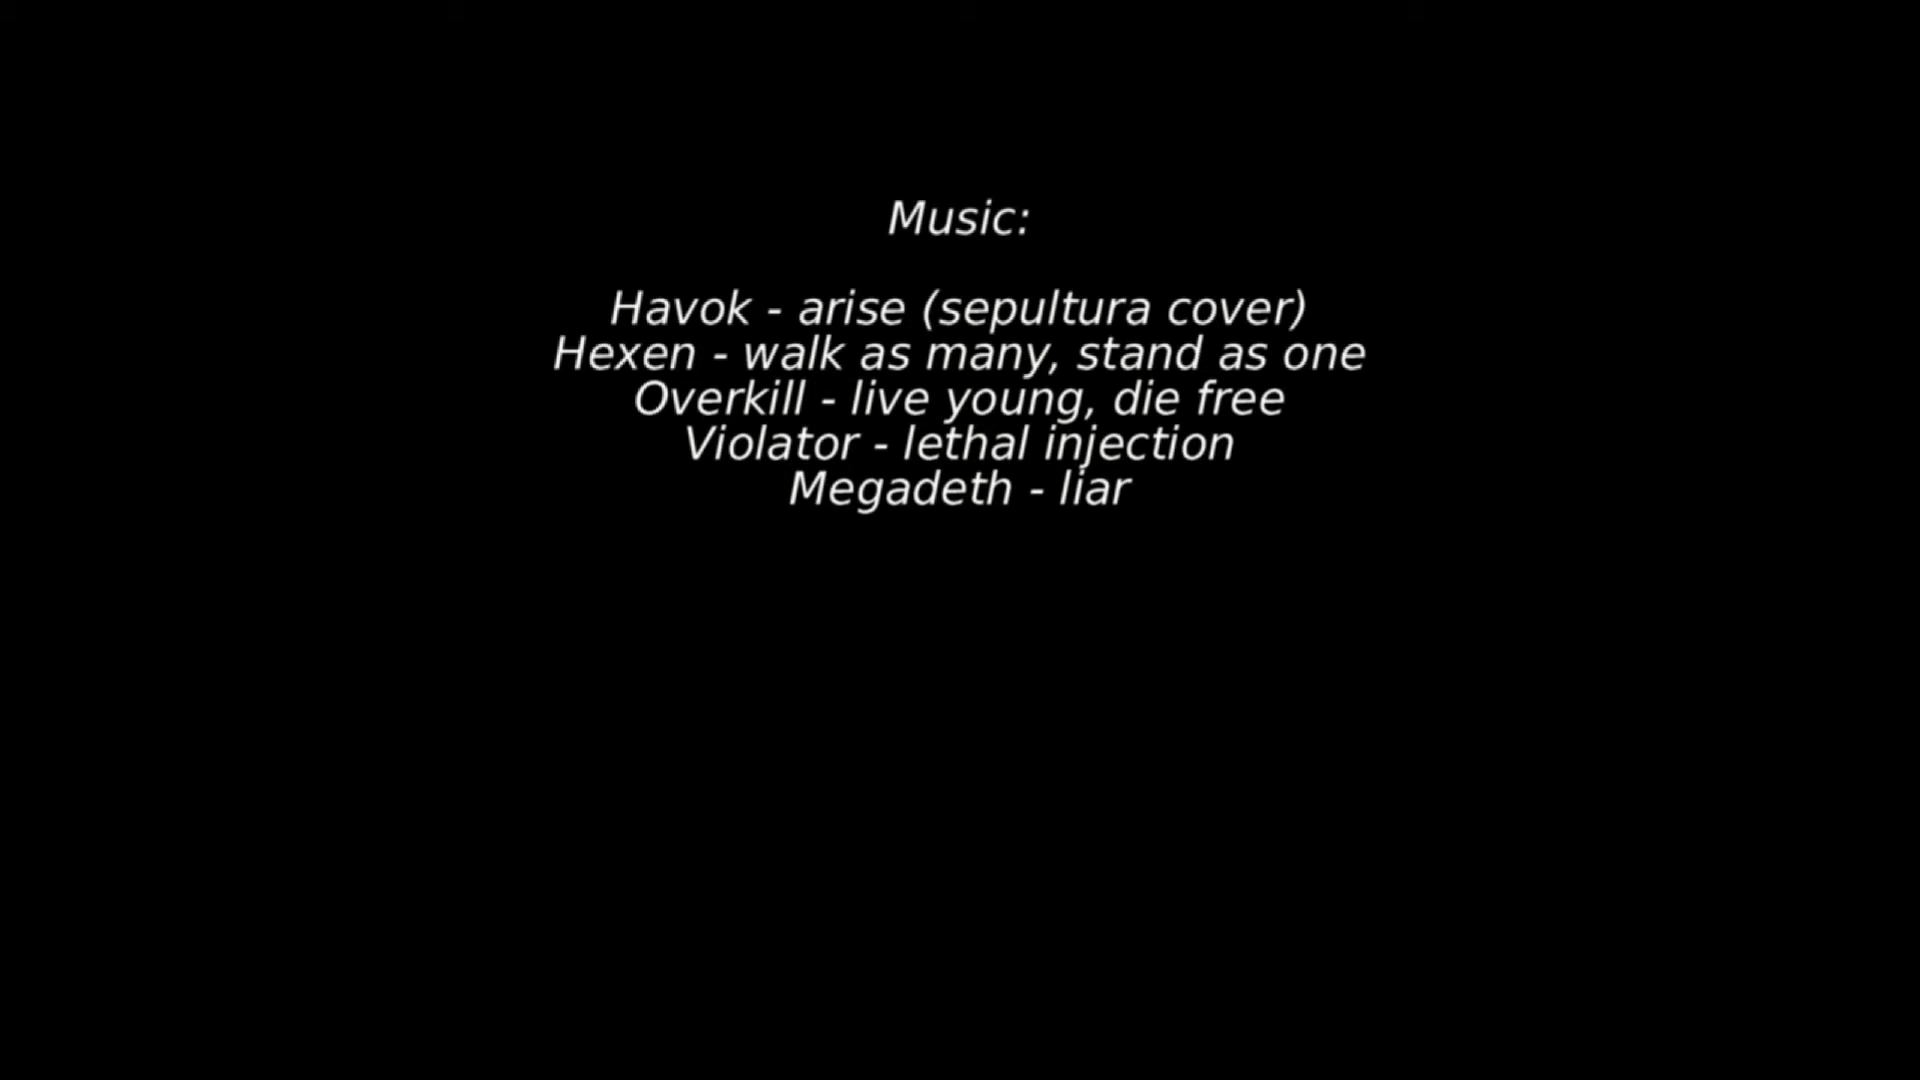 Music:
Havok - arise (sepultura cover)
Hexen - walk as many, stand as one
Overkill - live young, die free
Violator - lethal injection
Megadeth - liar